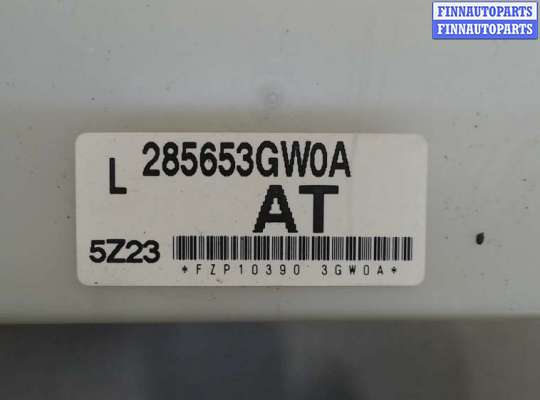 FINNAUTOPARTS
FINNAUTOPARTS
L 285653GW0A
AT
5Z23
*FZP10390 3GW0A*